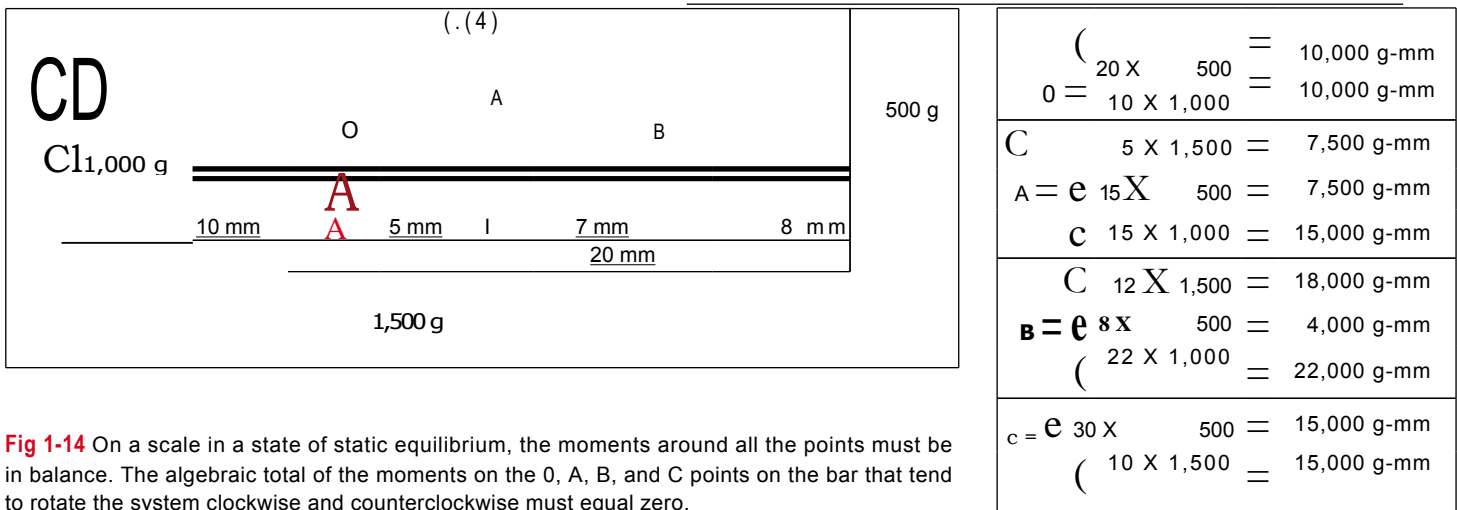 ( . ( 4 )
CD
A
500 g
O
B
Cl1,000 g
A
10 mm
A
5 mm
I
7 mm
8 mm
20 mm
1,500 g
Fig 1-14 On a scale in a state of static equilibrium, the moments around all the points must be
in balance. The algebraic total of the moments on the 0, A, B, and C points on the bar that tend
to rotate the system clockwise and counterclockwise must equal zero.
( 20 X 500 = 10,000 g-mm
0 = 10 X 1,000 = 10,000 g-mm
C 5 X 1,500 = 7,500 g-mm
A = e 15 X 500 = 7,500 g-mm
c 15 X 1,000 = 15,000 g-mm
C 12 X 1,500 = 18,000 g-mm
B = e 8 X 500 = 4,000 g-mm
( 22 X 1,000 = 22,000 g-mm
c = e 30 X 500 = 15,000 g-mm
( 10 X 1,500 = 15,000 g-mm